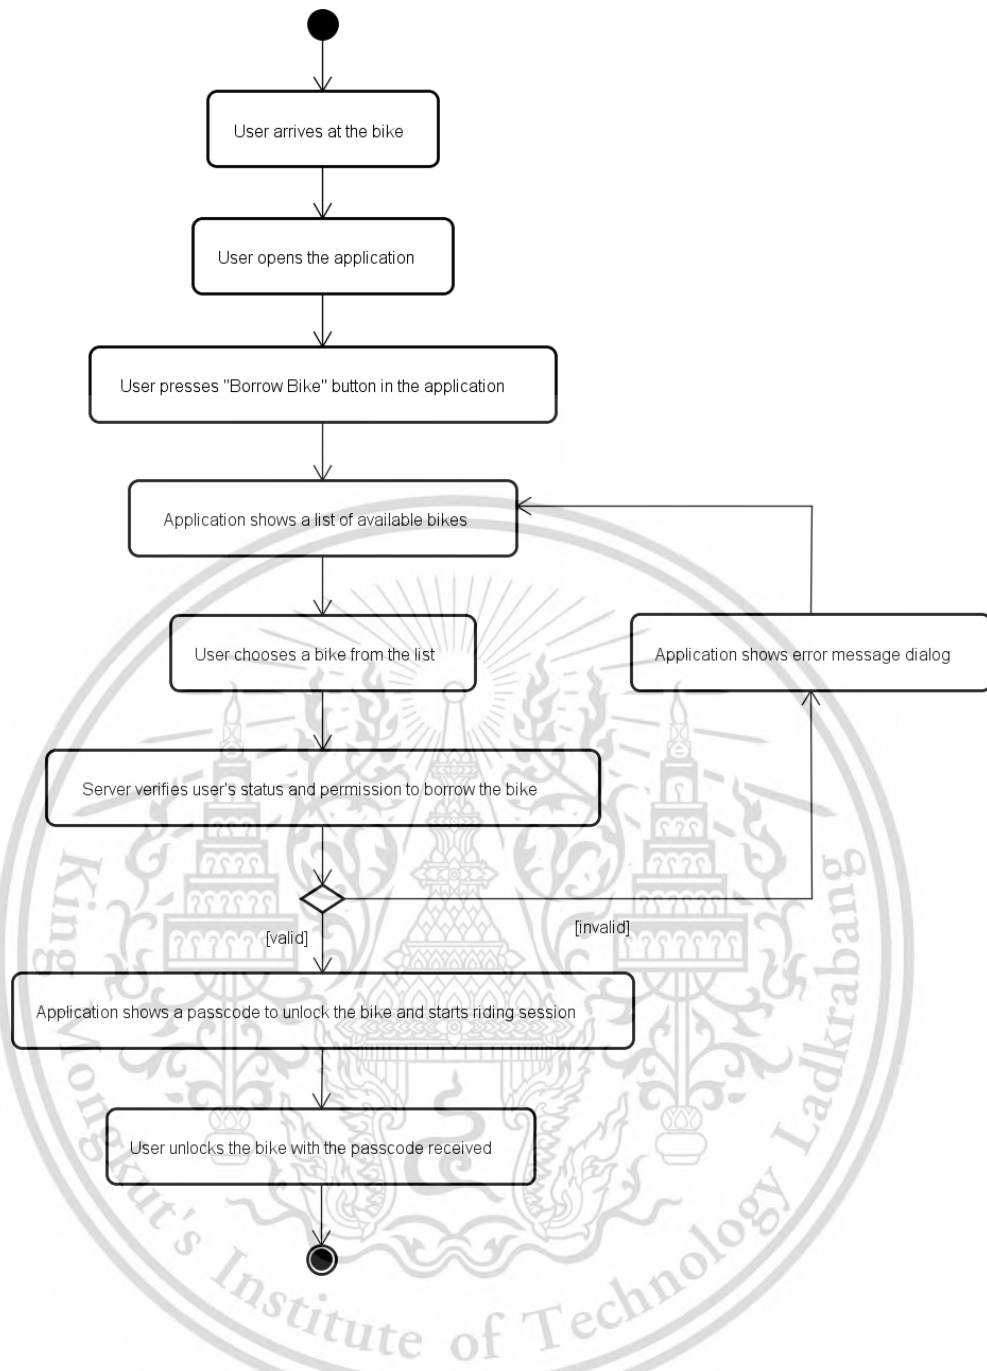 User arrives at the bike
User opens the application
User presses "Borrow Bike" button in the application
Application shows a list of available bikes
User chooses a bike from the list
Application shows error message dialog
Server verifies user's status and permission to borrow the bike
[valid]
[invalid]
Application shows a passcode to unlock the bike and starts riding session
User unlocks the bike with the passcode received
King Mongkut's Institute of Technology Ladkrabang